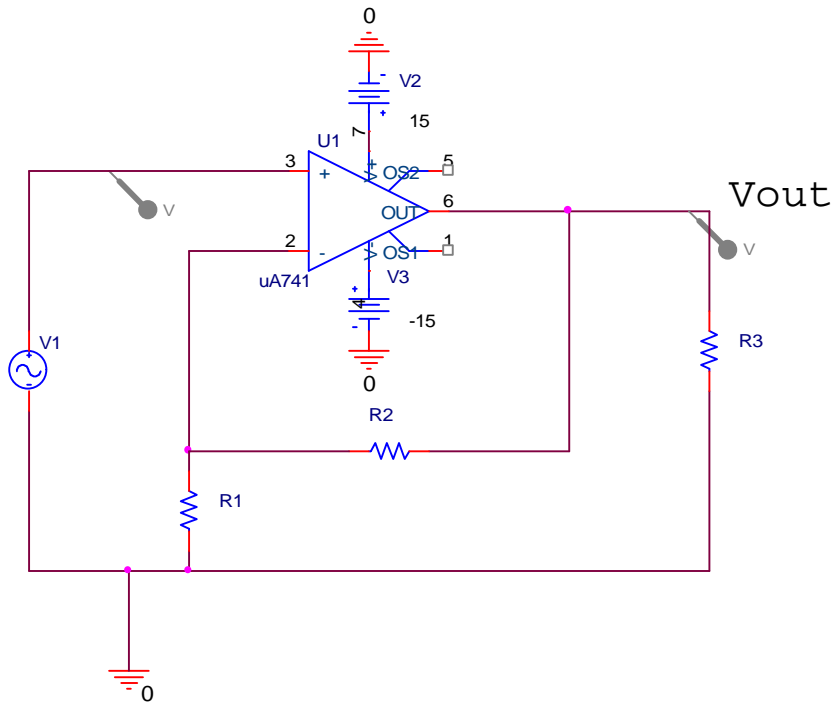 0
-
V2
+
15
U1
7
3
5
+
V+
OS2
V
6
Vout
OUT
2
1
-
V-
OS1
V
uA741
V3
+
4
-15
-
V1
+
-
R3
0
R2
R1
0